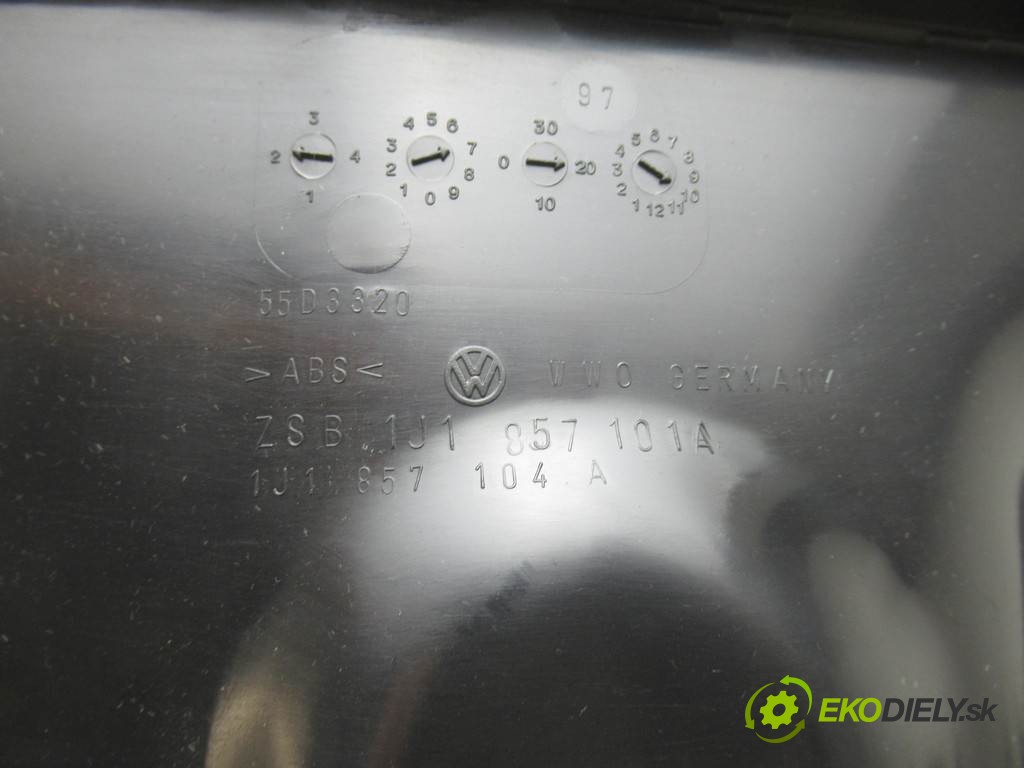 97
3
2 4
1
4 5 6
3 7
2 8
1 0 9
30
0 20
10
5 6 7
4 8
3 9
2 10
1 12 11
55D3320
>ABS< WWO GERMANY
ZSB 1J1 857 101A
1J1 857 104 A
EKODIELY.sk